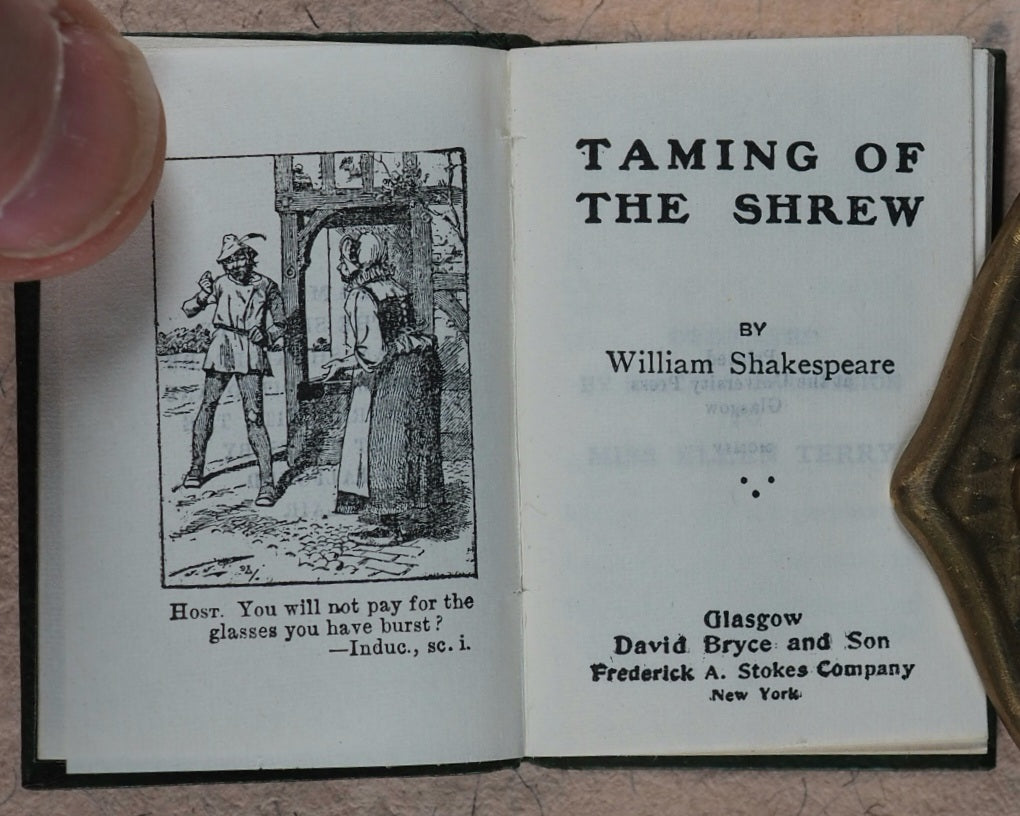 HOST. You will not pay for the
glasses you have burst?
—Induc., sc. i.
TAMING OF
THE SHREW
BY
William Shakespeare
Glasgow
David Bryce and Son
Frederick A. Stokes Company
New York